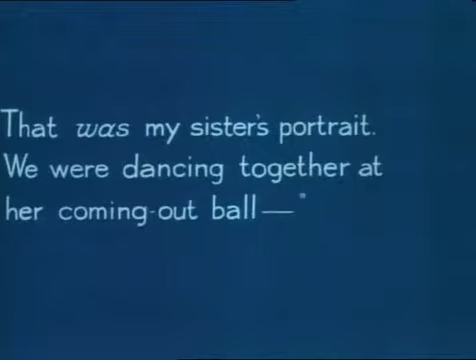 That was my sister's portrait.
We were dancing together at
her coming-out ball—"